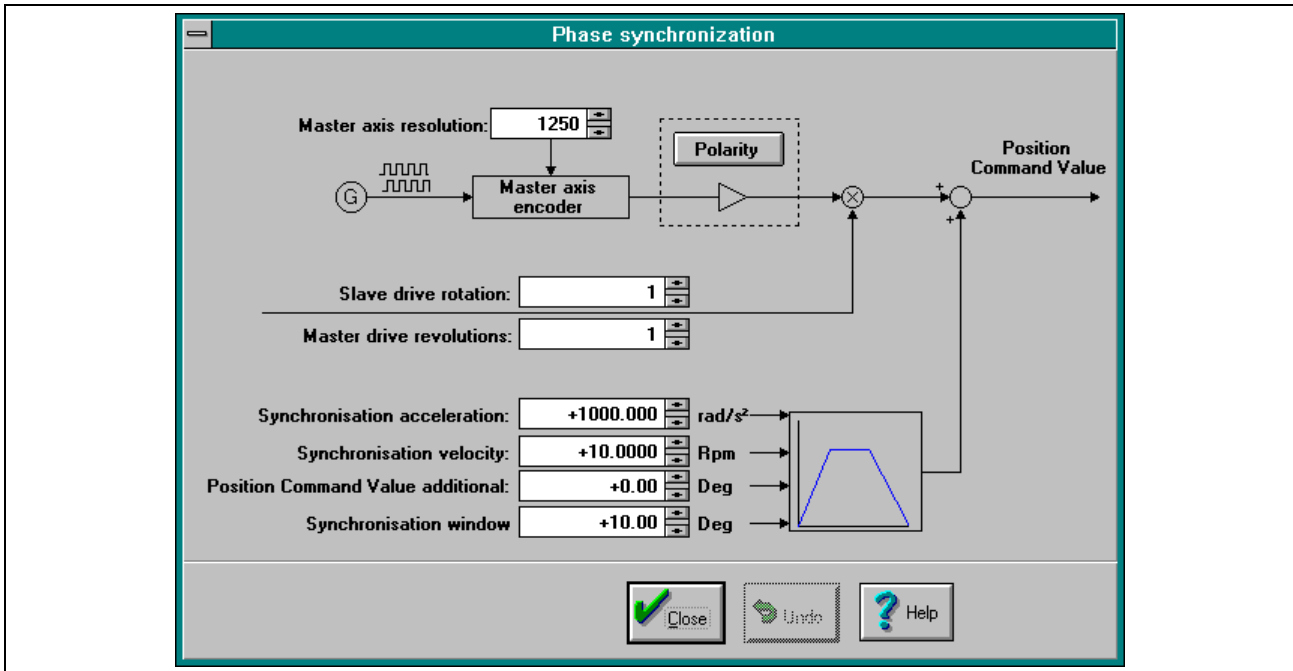 Phase synchronization
Master axis resolution: 1250
Polarity
Position
Command Value
G
Master axis
encoder
+
+
Slave drive rotation: 1
Master drive revolutions: 1
Synchronisation acceleration: +1000.000 rad/s²
Synchronisation velocity: +10.0000 Rpm
Position Command Value additional: +0.00 Deg
Synchronisation window +10.00 Deg
Close Undo Help